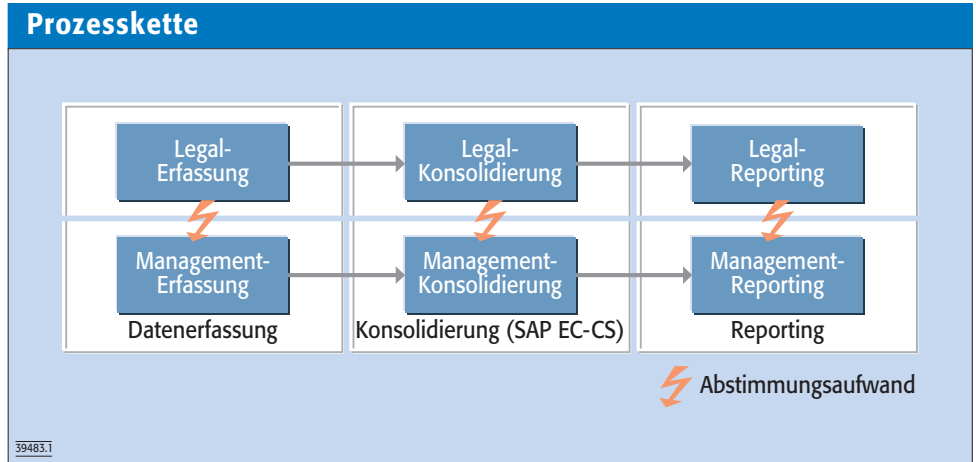 Prozesskette
Legal-
Erfassung
Legal-
Konsolidierung
Legal-
Reporting
Management-
Erfassung
Management-
Konsolidierung
Management-
Reporting
Datenerfassung
Konsolidierung (SAP EC-CS)
Reporting
Abstimmungsaufwand
39483.1